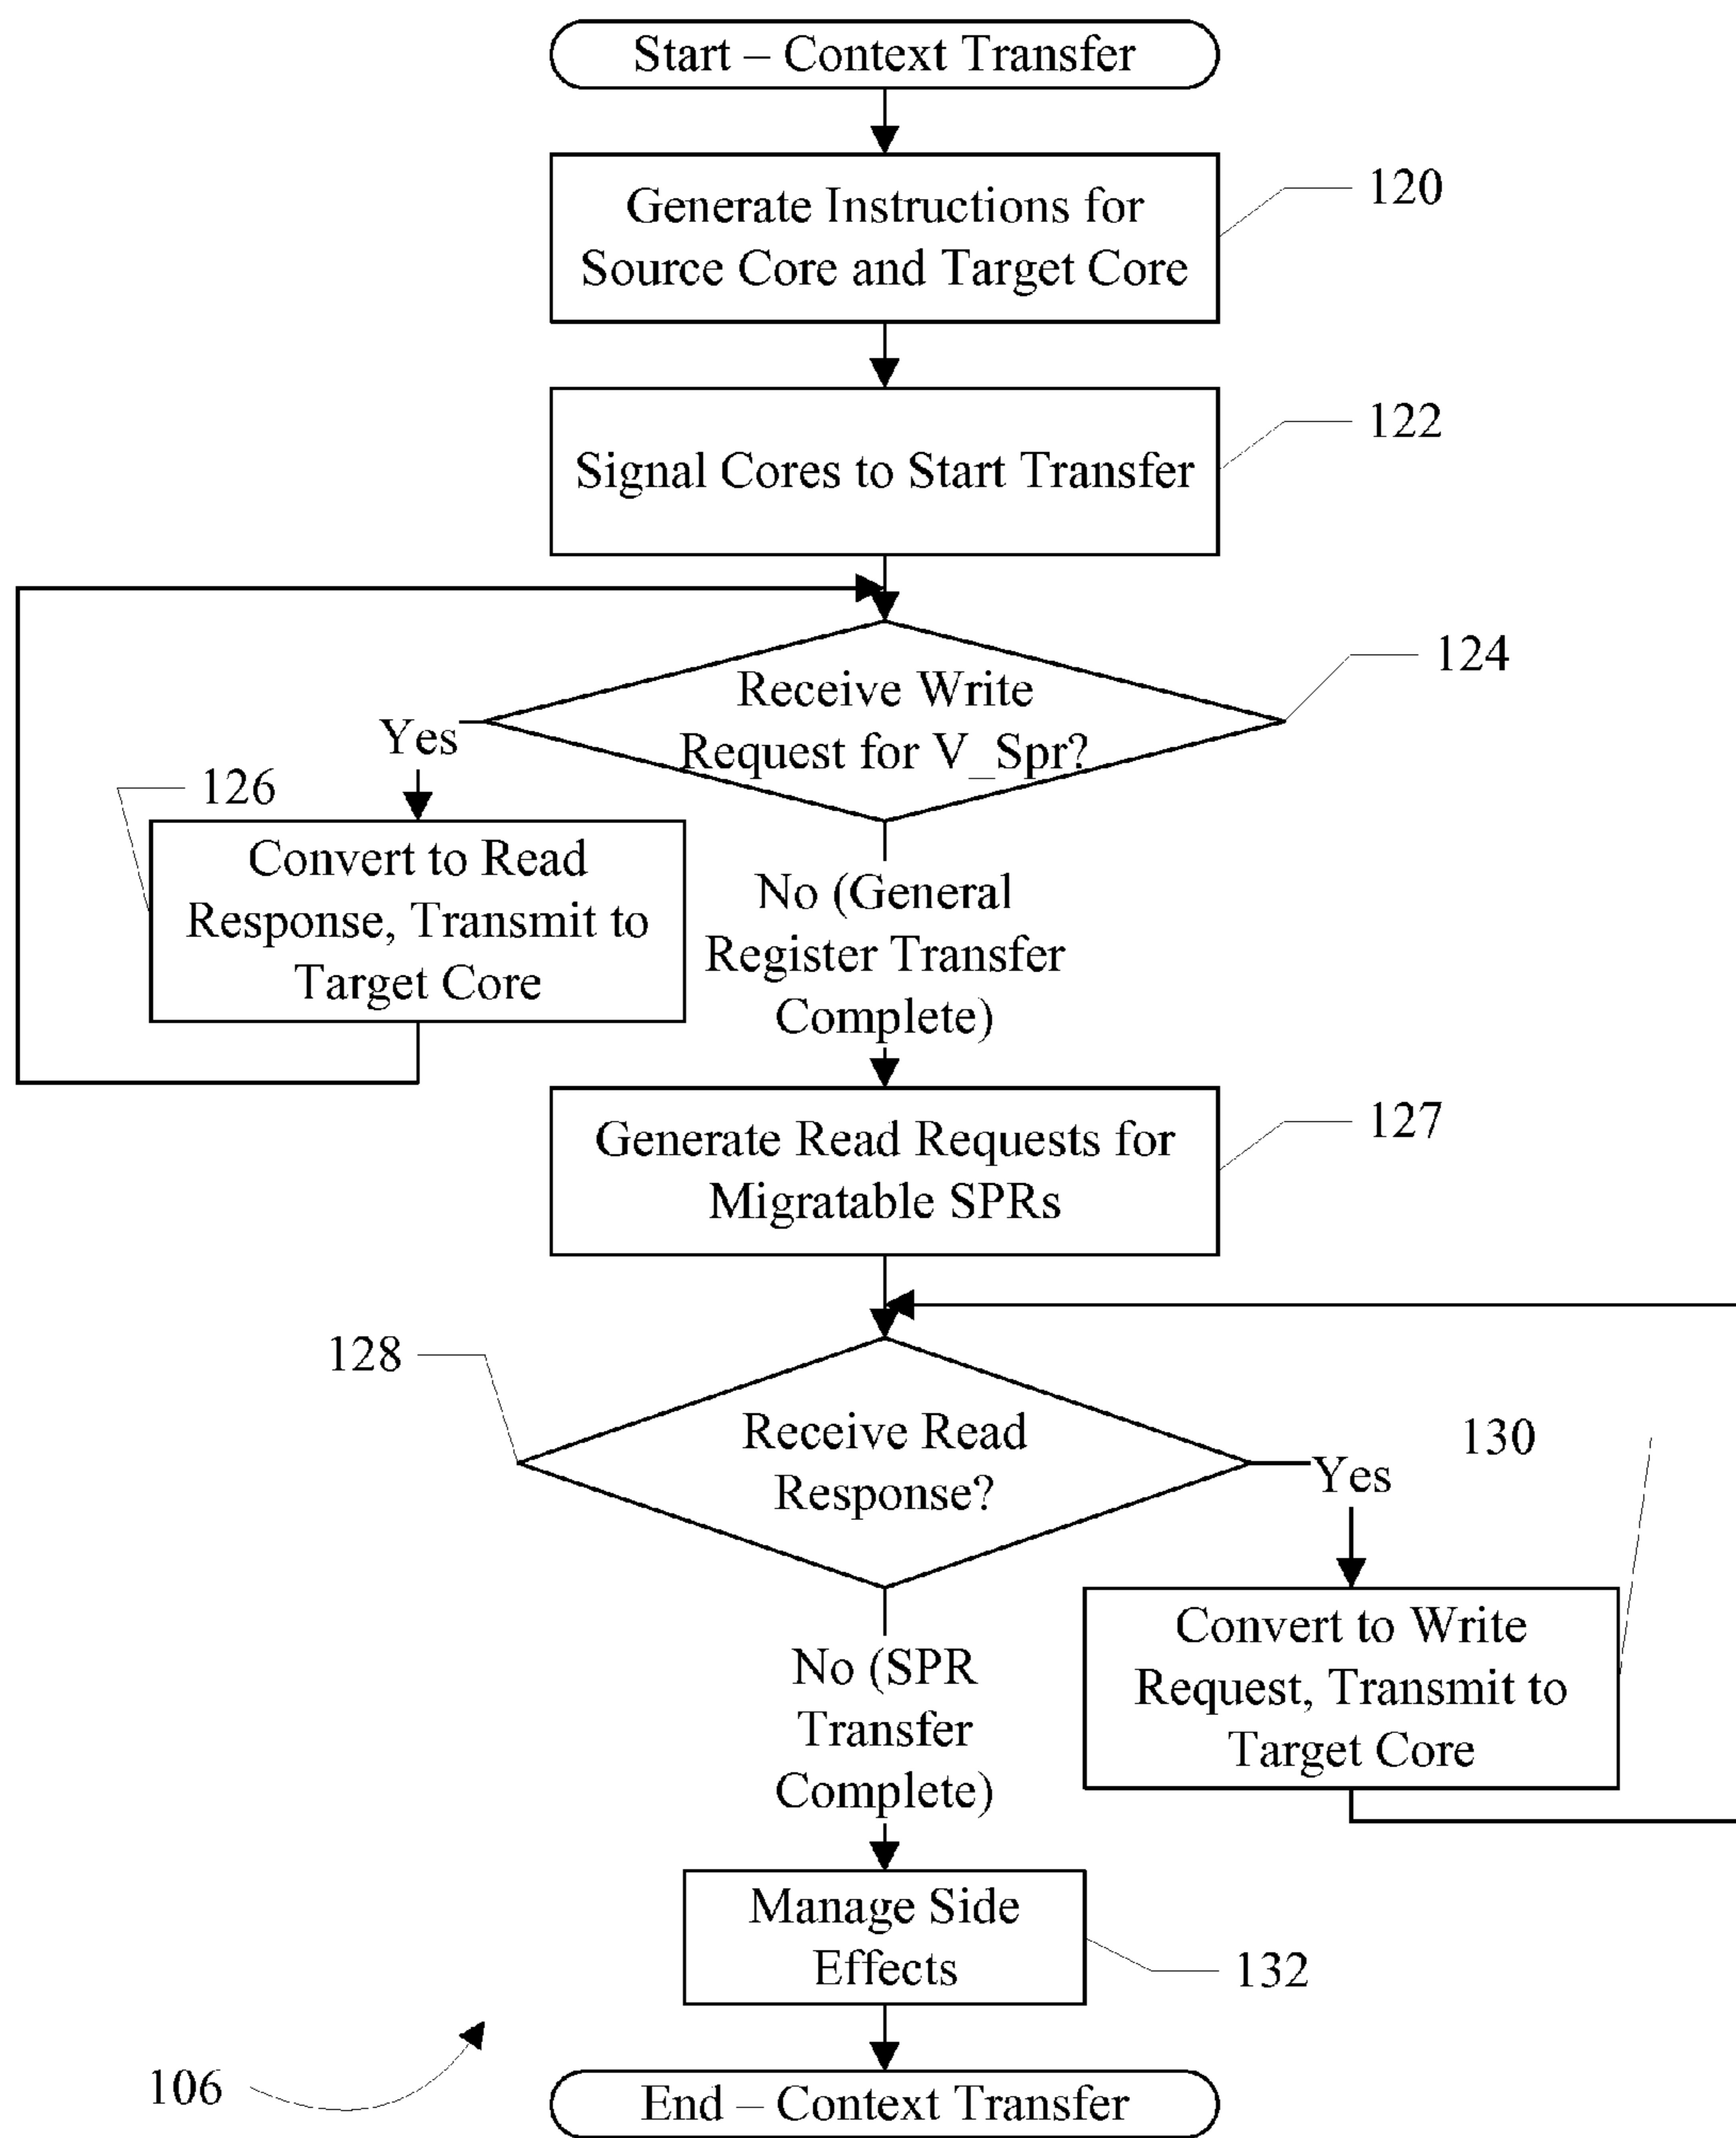 Start – Context Transfer
Generate Instructions for
Source Core and Target Core
120
Signal Cores to Start Transfer
122
Receive Write
Request for V_Spr?
124
Yes
126
Convert to Read
Response, Transmit to
Target Core
No (General
Register Transfer
Complete)
Generate Read Requests for
Migratable SPRs
127
128
Receive Read
Response?
Yes
130
Convert to Write
Request, Transmit to
Target Core
No (SPR
Transfer
Complete)
Manage Side
Effects
132
106
End – Context Transfer